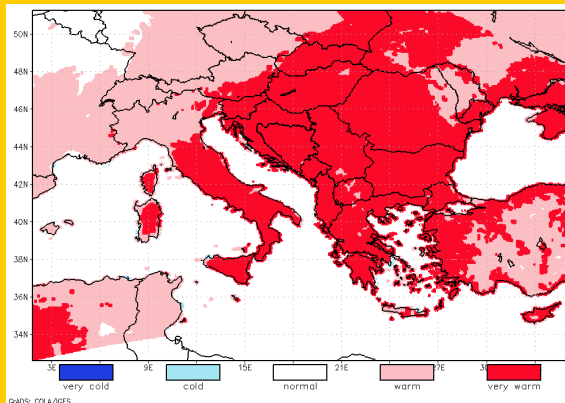 50N
48N
46N
44N
42N
40N
38N
36N
34N
3E 9E 15E 21E 27E
very cold cold normal warm very warm
GrADS: COLA/IGES